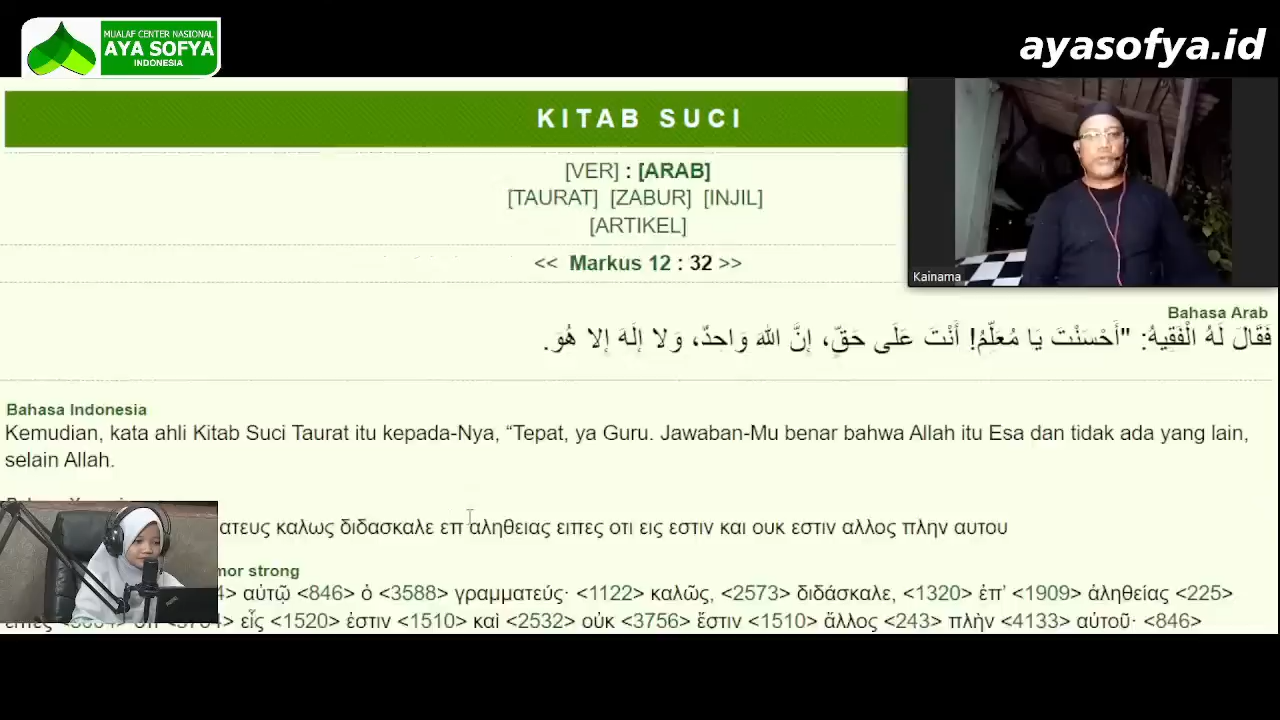 MUALAF CENTER NASIONAL
AYA SOFYA
INDONESIA
ayasofya.id
KITAB SUCI
[VER] : [ARAB]
[TAURAT] [ZABUR] [INJIL]
[ARTIKEL]
<< Markus 12 : 32 >>
Kainama
Bahasa Arab
فَقَالَ لَهُ الْفَقِيهُ: "أَحْسَنْتَ يَا مُعَلِّمُ! أَنْتَ عَلَى حَقٍّ، إِنَّ اللهَ وَاحِدٌ، وَلا إِلَهَ إِلا هُوَ.
Bahasa Indonesia
Kemudian, kata ahli Kitab Suci Taurat itu kepada-Nya, “Tepat, ya Guru. Jawaban-Mu benar bahwa Allah itu Esa dan tidak ada yang lain,
selain Allah.
ατευς καλως διδασκαλε επ αληθειας ειπες οτι εις εστιν και ουκ εστιν αλλος πλην αυτου
mor strong
4> αὐτῷ <846> ὁ <3588> γραμματεύς· <1122> καλῶς, <2573> διδάσκαλε, <1320> ἐπ’ <1909> ἀληθείας <225>
εἷς <1520> ἐστιν <1510> καὶ <2532> οὐκ <3756> ἔστιν <1510> ἄλλος <243> πλὴν <4133> αὐτοῦ· <846>